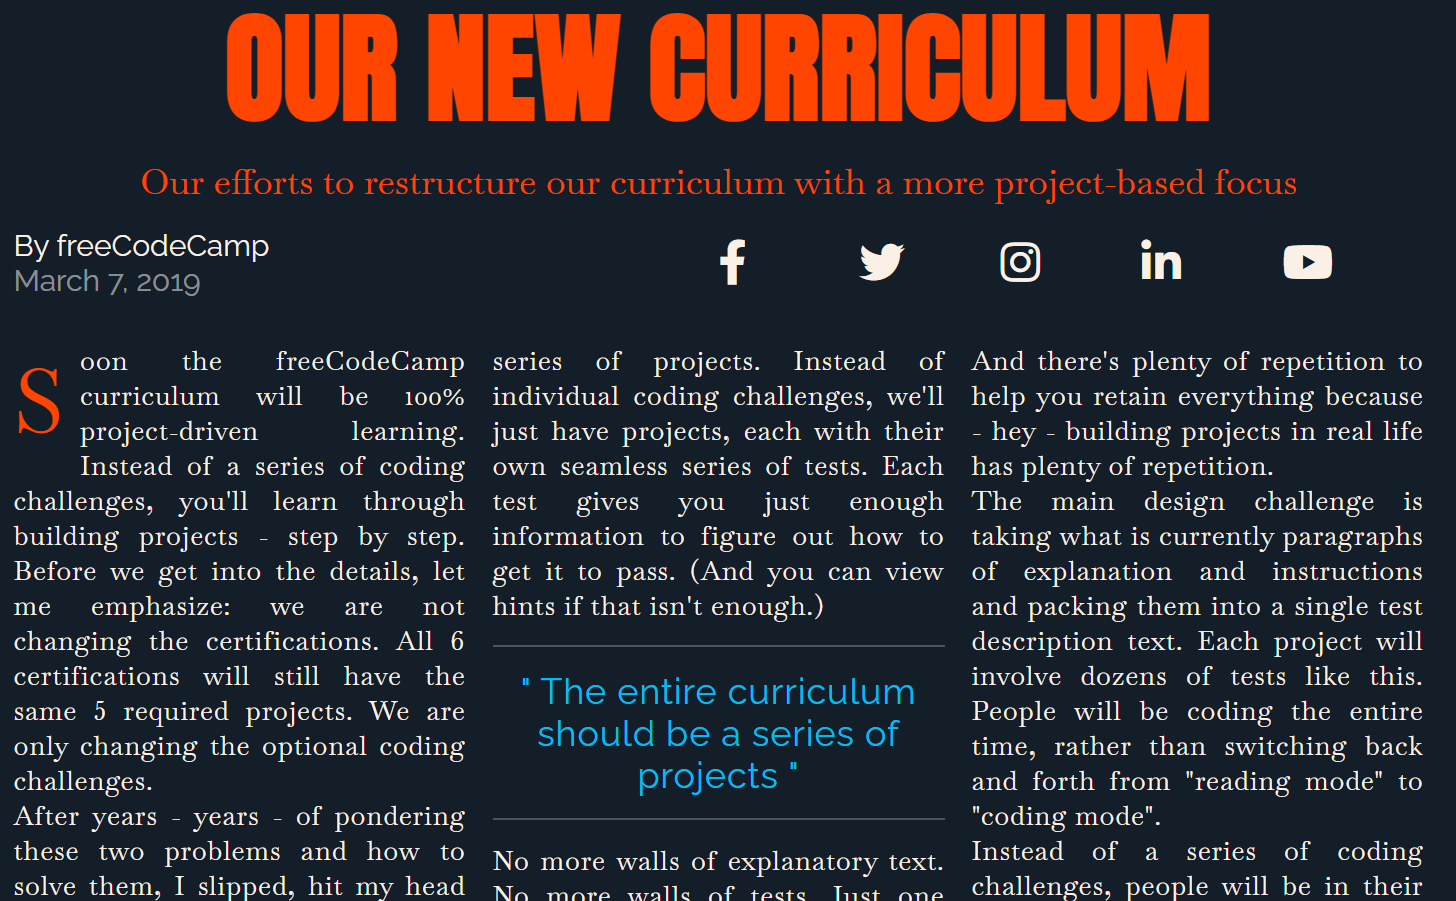 OUR NEW CURRICULUM
Our efforts to restructure our curriculum with a more project-based focus
By freeCodeCamp
March 7, 2019
Soon the freeCodeCamp
curriculum will be 100%
project-driven learning.
Instead of a series of coding
challenges, you'll learn through
building projects - step by step.
Before we get into the details, let
me emphasize: we are not
changing the certifications. All 6
certifications will still have the
same 5 required projects. We are
only changing the optional coding
challenges.
After years - years - of pondering
these two problems and how to
solve them, I slipped, hit my head
series of projects. Instead of
individual coding challenges, we'll
just have projects, each with their
own seamless series of tests. Each
test gives you just enough
information to figure out how to
get it to pass. (And you can view
hints if that isn't enough.)
" The entire curriculum
should be a series of
projects "
No more walls of explanatory text.
No more walls of tests. Just one
And there's plenty of repetition to
help you retain everything because
- hey - building projects in real life
has plenty of repetition.
The main design challenge is
taking what is currently paragraphs
of explanation and instructions
and packing them into a single test
description text. Each project will
involve dozens of tests like this.
People will be coding the entire
time, rather than switching back
and forth from "reading mode" to
"coding mode".
Instead of a series of coding
challenges, people will be in their